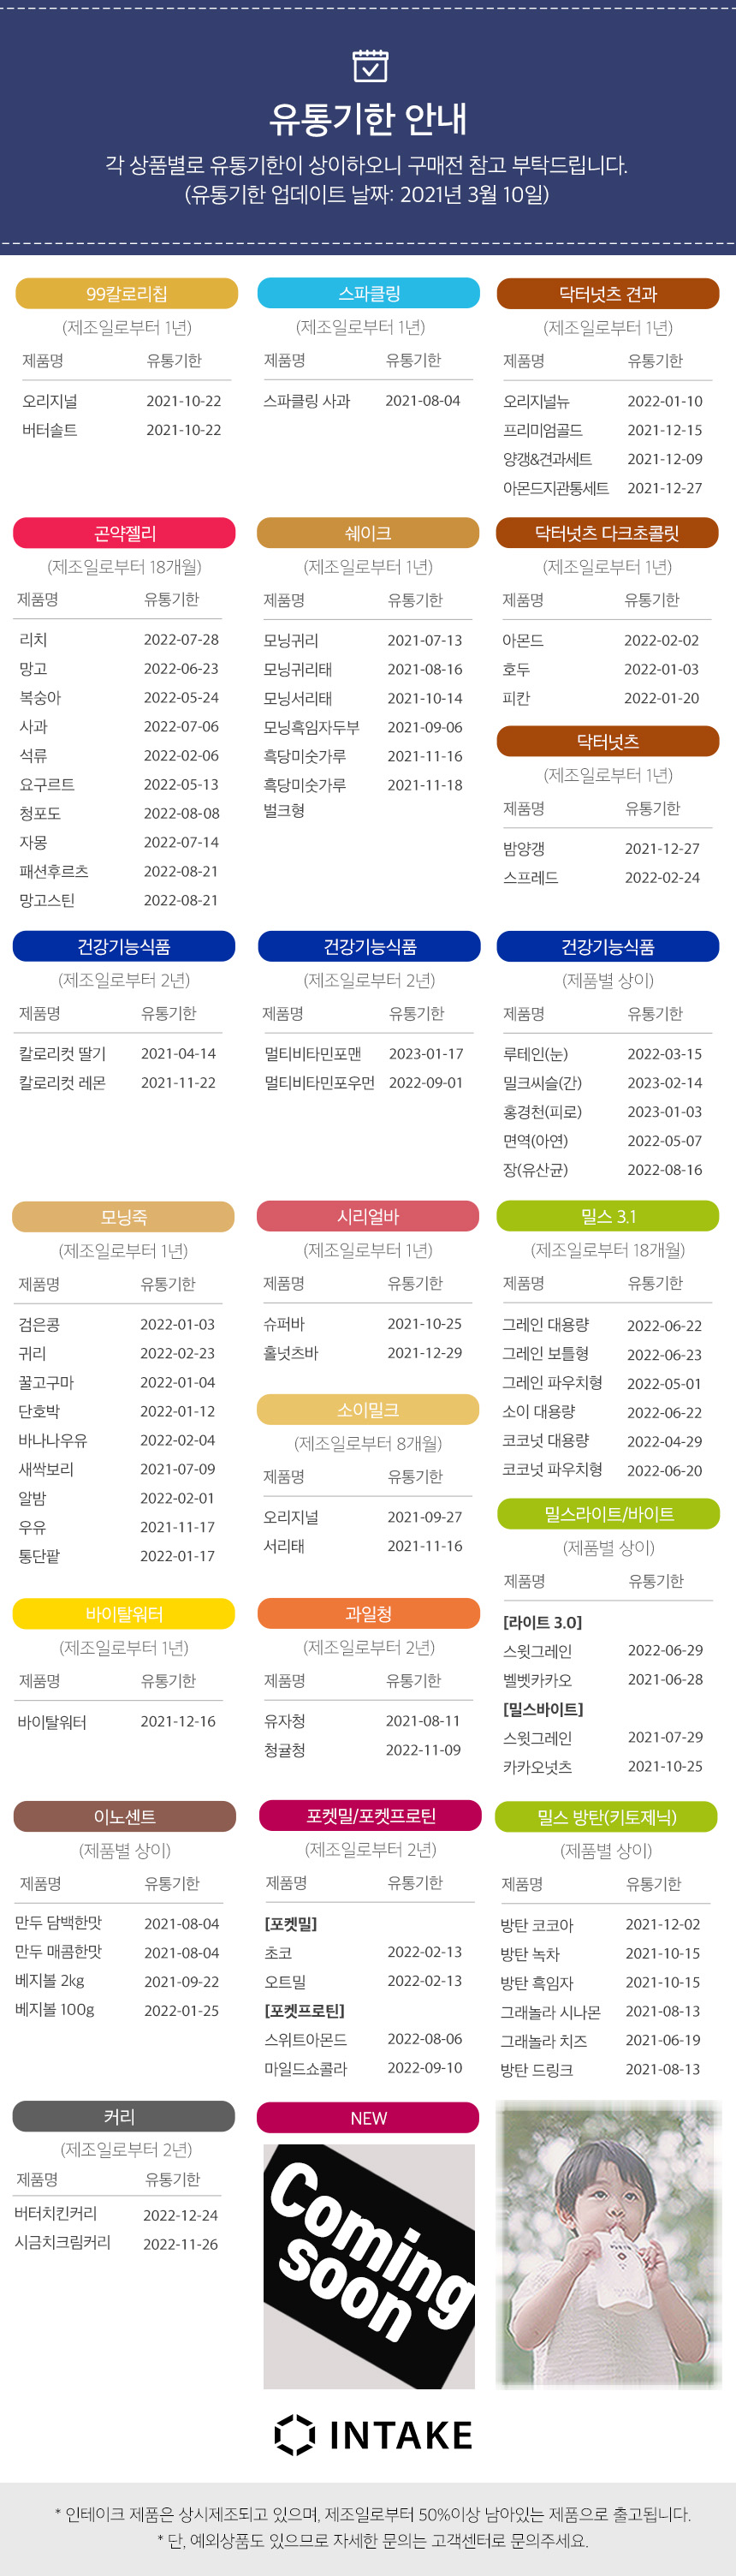 유통기한 안내
각 상품별로 유통기한이 상이하오니 구매전 참고 부탁드립니다.
(유통기한 업데이트 날짜: 2021년 3월 10일)
99칼로리칩
(제조일로부터 1년)
제품명 유통기한
오리지널 2021-10-22
버터솔트 2021-10-22
스파클링
(제조일로부터 1년)
제품명 유통기한
스파클링 사과 2021-08-04
닥터넛츠 견과
(제조일로부터 1년)
제품명 유통기한
오리지널뉴 2022-01-10
프리미엄골드 2021-12-15
양갱&견과세트 2021-12-09
아몬드지관통세트 2021-12-27
곤약젤리
(제조일로부터 18개월)
제품명 유통기한
리치 2022-07-28
망고 2022-06-23
복숭아 2022-05-24
사과 2022-07-06
석류 2022-02-06
요구르트 2022-05-13
청포도 2022-08-08
자몽 2022-07-14
패션후르츠 2022-08-21
망고스틴 2022-08-21
쉐이크
(제조일로부터 1년)
제품명 유통기한
모닝귀리 2021-07-13
모닝귀리태 2021-08-16
모닝서리태 2021-10-14
모닝흑임자두부 2021-09-06
흑당미숫가루 2021-11-16
흑당미숫가루 2021-11-18
벌크형
닥터넛츠 다크초콜릿
(제조일로부터 1년)
제품명 유통기한
아몬드 2022-02-02
호두 2022-01-03
피칸 2022-01-20
닥터넛츠
(제조일로부터 1년)
제품명 유통기한
밤양갱 2021-12-27
스프레드 2022-02-24
건강기능식품
(제조일로부터 2년)
제품명 유통기한
칼로리컷 딸기 2021-04-14
칼로리컷 레몬 2021-11-22
건강기능식품
(제조일로부터 2년)
제품명 유통기한
멀티비타민포맨 2023-01-17
멀티비타민포우먼 2022-09-01
건강기능식품
(제품별 상이)
제품명 유통기한
루테인(눈) 2022-03-15
밀크씨슬(간) 2023-02-14
홍경천(피로) 2023-01-03
면역(아연) 2022-05-07
장(유산균) 2022-08-16
모닝죽
(제조일로부터 1년)
제품명 유통기한
검은콩 2022-01-03
귀리 2022-02-23
꿀고구마 2022-01-04
단호박 2022-01-12
바나나우유 2022-02-04
새싹보리 2021-07-09
알밤 2022-02-01
우유 2021-11-17
통단팥 2022-01-17
시리얼바
(제조일로부터 1년)
제품명 유통기한
슈퍼바 2021-10-25
홀넛츠바 2021-12-29
소이밀크
(제조일로부터 8개월)
제품명 유통기한
오리지널 2021-09-27
서리태 2021-11-16
밀스 3.1
(제조일로부터 18개월)
제품명 유통기한
그레인 대용량 2022-06-22
그레인 보틀형 2022-06-23
그레인 파우치형 2022-05-01
소이 대용량 2022-06-22
코코넛 대용량 2022-04-29
코코넛 파우치형 2022-06-20
밀스라이트/바이트
(제품별 상이)
제품명 유통기한
[라이트 3.0]
스윗그레인 2022-06-29
벨벳카카오 2021-06-28
[밀스바이트]
스윗그레인 2021-07-29
카카오넛츠 2021-10-25
바이탈워터
(제조일로부터 1년)
제품명 유통기한
바이탈워터 2021-12-16
과일청
(제조일로부터 2년)
제품명 유통기한
유자청 2021-08-11
청귤청 2022-11-09
이노센트
(제품별 상이)
제품명 유통기한
만두 담백한맛 2021-08-04
만두 매콤한맛 2021-08-04
베지볼 2kg 2021-09-22
베지볼 100g 2022-01-25
포켓밀/포켓프로틴
(제조일로부터 2년)
제품명 유통기한
[포켓밀]
초코 2022-02-13
오트밀 2022-02-13
[포켓프로틴]
스위트아몬드 2022-08-06
마일드쇼콜라 2022-09-10
밀스 방탄(키토제닉)
(제품별 상이)
제품명 유통기한
방탄 코코아 2021-12-02
방탄 녹차 2021-10-15
방탄 흑임자 2021-10-15
그래놀라 시나몬 2021-08-13
그래놀라 치즈 2021-06-19
방탄 드링크 2021-08-13
커리
(제조일로부터 2년)
제품명 유통기한
버터치킨커리 2022-12-24
시금치크림커리 2022-11-26
NEW
Coming
soon
INTAKE
* 인테이크 제품은 상시제조되고 있으며, 제조일로부터 50%이상 남아있는 제품으로 출고됩니다.
* 단, 예외상품도 있으므로 자세한 문의는 고객센터로 문의주세요.